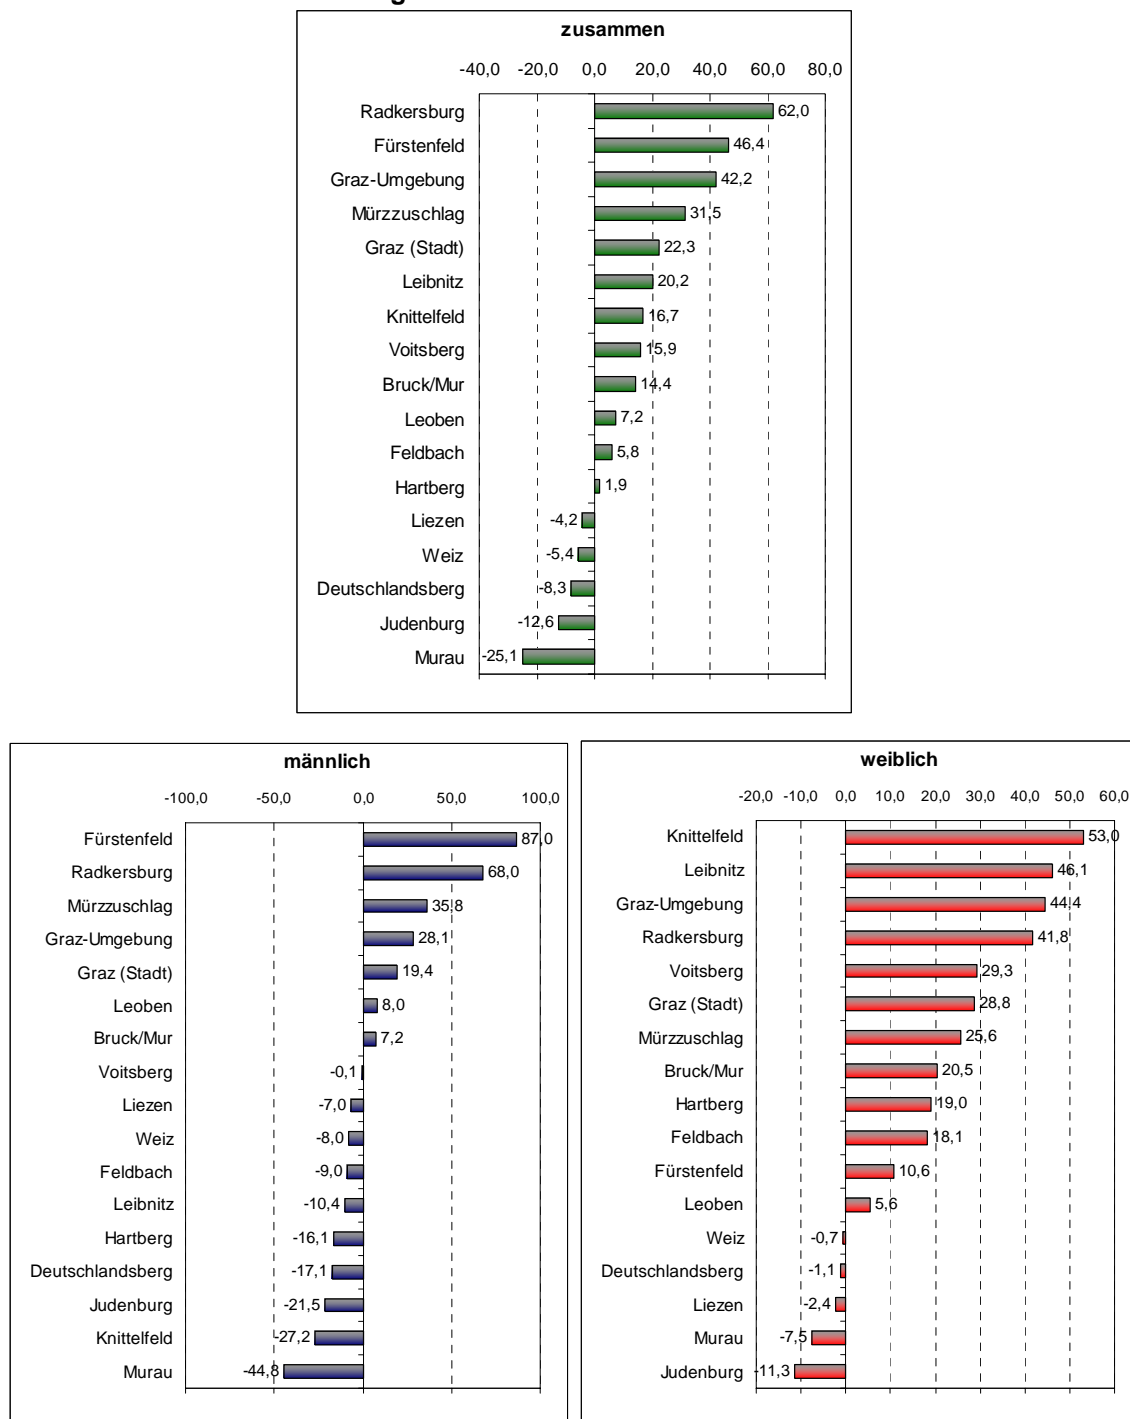 zusammen
-40,0 -20,0 0,0 20,0 40,0 60,0 80,0
Radkersburg 62,0
Fürstenfeld 46,4
Graz-Umgebung 42,2
Mürzzuschlag 31,5
Graz (Stadt) 22,3
Leibnitz 20,2
Knittelfeld 16,7
Voitsberg 15,9
Bruck/Mur 14,4
Leoben 7,2
Feldbach 5,8
Hartberg 1,9
Liezen -4,2
Weiz -5,4
Deutschlandsberg -8,3
Judenburg -12,6
Murau -25,1
männlich
-100,0 -50,0 0,0 50,0 100,0
Fürstenfeld 87,0
Radkersburg 68,0
Mürzzuschlag 35,8
Graz-Umgebung 28,1
Graz (Stadt) 19,4
Leoben 8,0
Bruck/Mur 7,2
Voitsberg -0,1
Liezen -7,0
Weiz -8,0
Feldbach -9,0
Leibnitz -10,4
Hartberg -16,1
Deutschlandsberg -17,1
Judenburg -21,5
Knittelfeld -27,2
Murau -44,8
weiblich
-20,0 -10,0 0,0 10,0 20,0 30,0 40,0 50,0 60,0
Knittelfeld 53,0
Leibnitz 46,1
Graz-Umgebung 44,4
Radkersburg 41,8
Voitsberg 29,3
Graz (Stadt) 28,8
Mürzzuschlag 25,6
Bruck/Mur 20,5
Hartberg 19,0
Feldbach 18,1
Fürstenfeld 10,6
Leoben 5,6
Weiz -0,7
Deutschlandsberg -1,1
Liezen -2,4
Murau -7,5
Judenburg -11,3